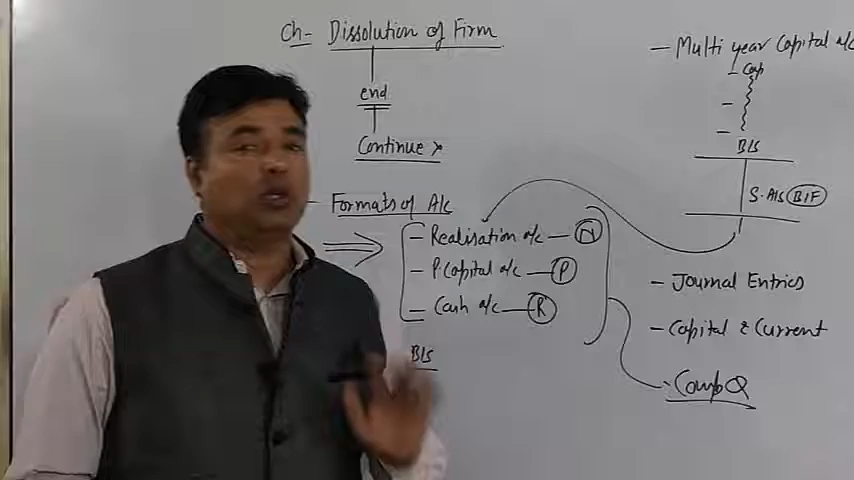 Ch- Dissolution of Firm
end
Continue ×
- Formats of A/c
- Realisation a/c - N
- P. Capital a/c - P
- Cash a/c - R
B/S
- Multi year Capital a/c
- Cap
B/S
S. A/s B/F
- Journal Entries
- Capital & Current
- Comp Q